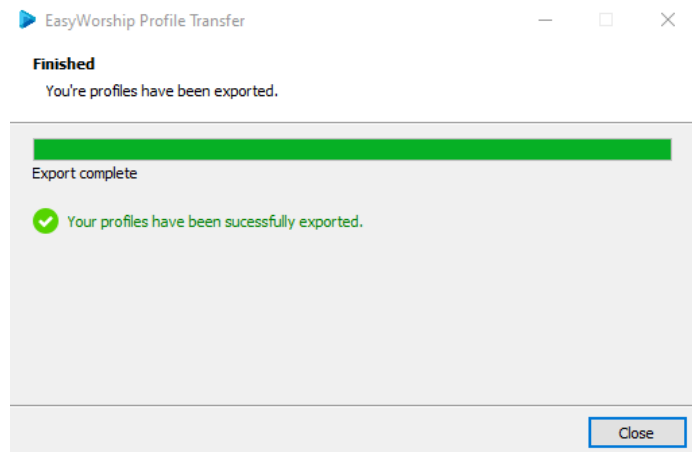 EasyWorship Profile Transfer
Finished
You're profiles have been exported.
Export complete
Your profiles have been sucessfully exported.
Close